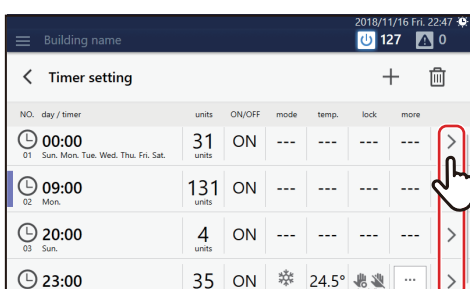 2018/11/16 Fri. 22:47
Building name 127 0
Timer setting
NO. day / timer units ON/OFF mode temp. lock more
00:00 31 ON --- --- --- ---
01 Sun. Mon. Tue. Wed. Thu. Fri. Sat. units
09:00 131 ON --- --- --- ---
02 Mon. units
20:00 4 ON --- --- --- ---
03 Sun. units
23:00 35 ON 24.5° ...